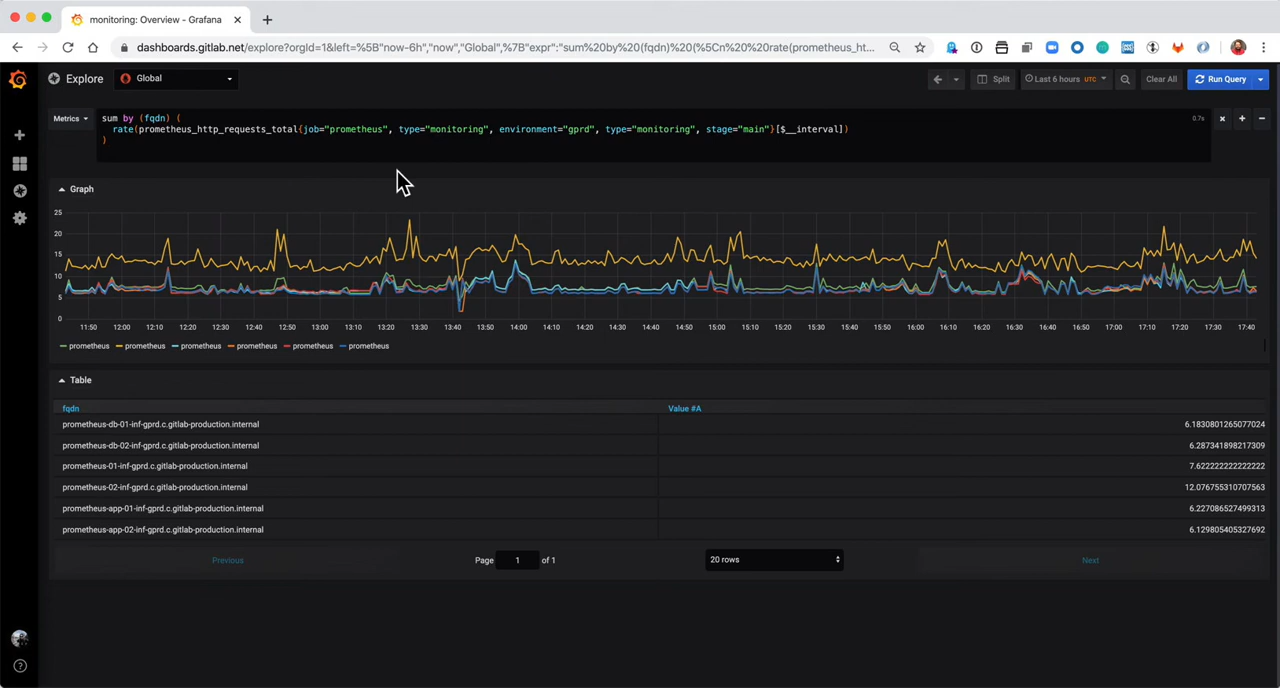 monitoring: Overview - Grafana
dashboards.gitlab.net/explore?orgId=1&left=%5B"now-6h","now","Global",%7B"expr":"sum%20by%20(fqdn)%20(%5Cn%20%20rate(prometheus_ht...
Explore
Global
Split
Last 6 hours UTC
Clear All
Run Query
Metrics
sum by (fqdn) (
rate(prometheus_http_requests_total{job="prometheus", type="monitoring", environment="gprd", type="monitoring", stage="main"}[$__interval])
)
0.7s
Graph
25
20
15
10
5
0
11:50 12:00 12:10 12:20 12:30 12:40 12:50 13:00 13:10 13:20 13:30 13:40 13:50 14:00 14:10 14:20 14:30 14:40 14:50 15:00 15:10 15:20 15:30 15:40 15:50 16:00 16:10 16:20 16:30 16:40 16:50 17:00 17:10 17:20 17:30 17:40
prometheus prometheus prometheus prometheus prometheus prometheus
Table
fqdn Value #A
prometheus-db-01-inf-gprd.c.gitlab-production.internal 6.1830801265077024
prometheus-db-02-inf-gprd.c.gitlab-production.internal 6.287341898217309
prometheus-01-inf-gprd.c.gitlab-production.internal 7.622222222222222
prometheus-02-inf-gprd.c.gitlab-production.internal 12.076755310707563
prometheus-app-01-inf-gprd.c.gitlab-production.internal 6.227086527499313
prometheus-app-02-inf-gprd.c.gitlab-production.internal 6.129805405327692
Previous Page 1 of 1 20 rows Next